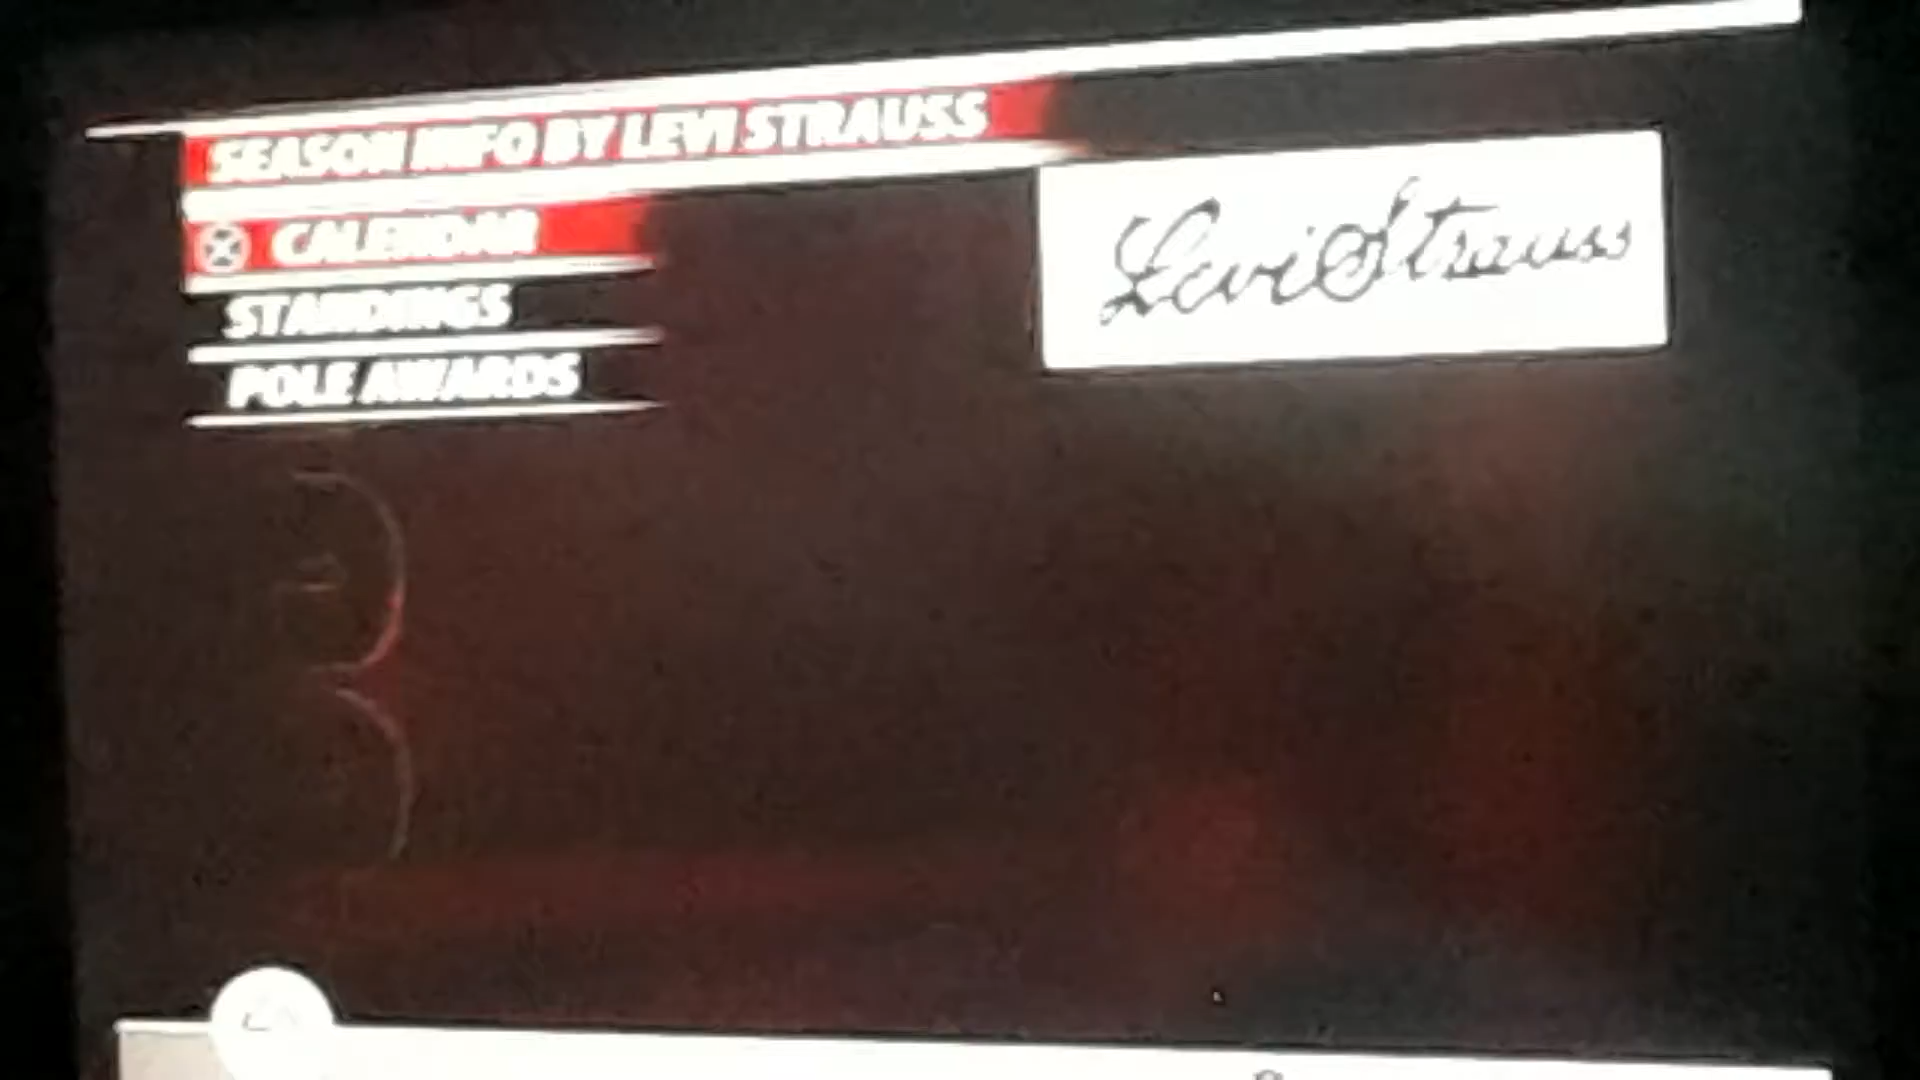 SEASON INFO BY LEVI STRAUSS
CALENDAR
Levi Strauss
STANDINGS
POLE AWARDS